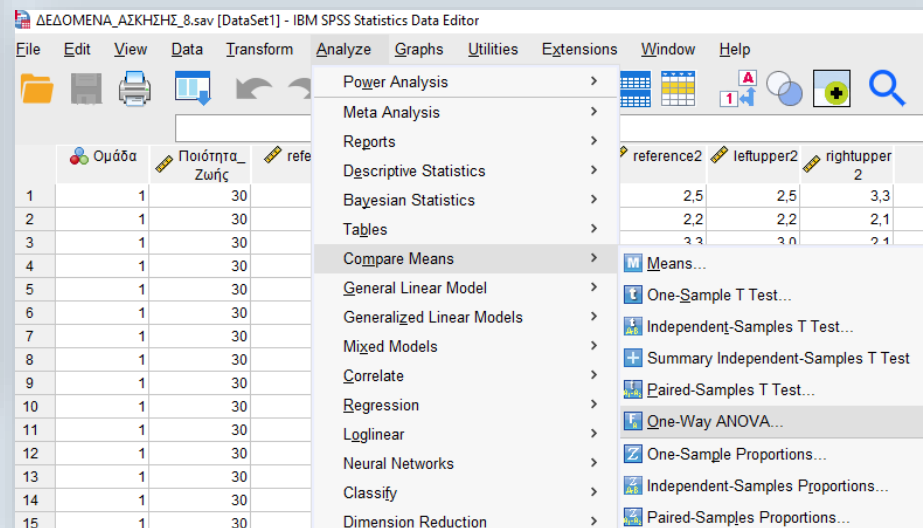 ΔΕΔΟΜΕΝΑ_ΑΣΚΗΣΗΣ_8.sav [DataSet1] - IBM SPSS Statistics Data Editor
File Edit View Data Transform Analyze Graphs Utilities Extensions Window Help
Power Analysis
Meta Analysis
Reports
Descriptive Statistics
Bayesian Statistics
Tables
Compare Means
General Linear Model
Generalized Linear Models
Mixed Models
Correlate
Regression
Loglinear
Neural Networks
Classify
Dimension Reduction
Means...
One-Sample T Test...
Independent-Samples T Test...
Summary Independent-Samples T Test
Paired-Samples T Test...
One-Way ANOVA...
One-Sample Proportions...
Independent-Samples Proportions...
Paired-Samples Proportions...
Ομάδα Ποιότητα_ Ζωής refe reference2 leftupper2 rightupper 2
1 1 30 2,5 2,5 3,3
2 1 30 2,2 2,2 2,1
3 1 30 3,3 3,0 2,1
4 1 30
5 1 30
6 1 30
7 1 30
8 1 30
9 1 30
10 1 30
11 1 30
12 1 30
13 1 30
14 1 30
15 1 30